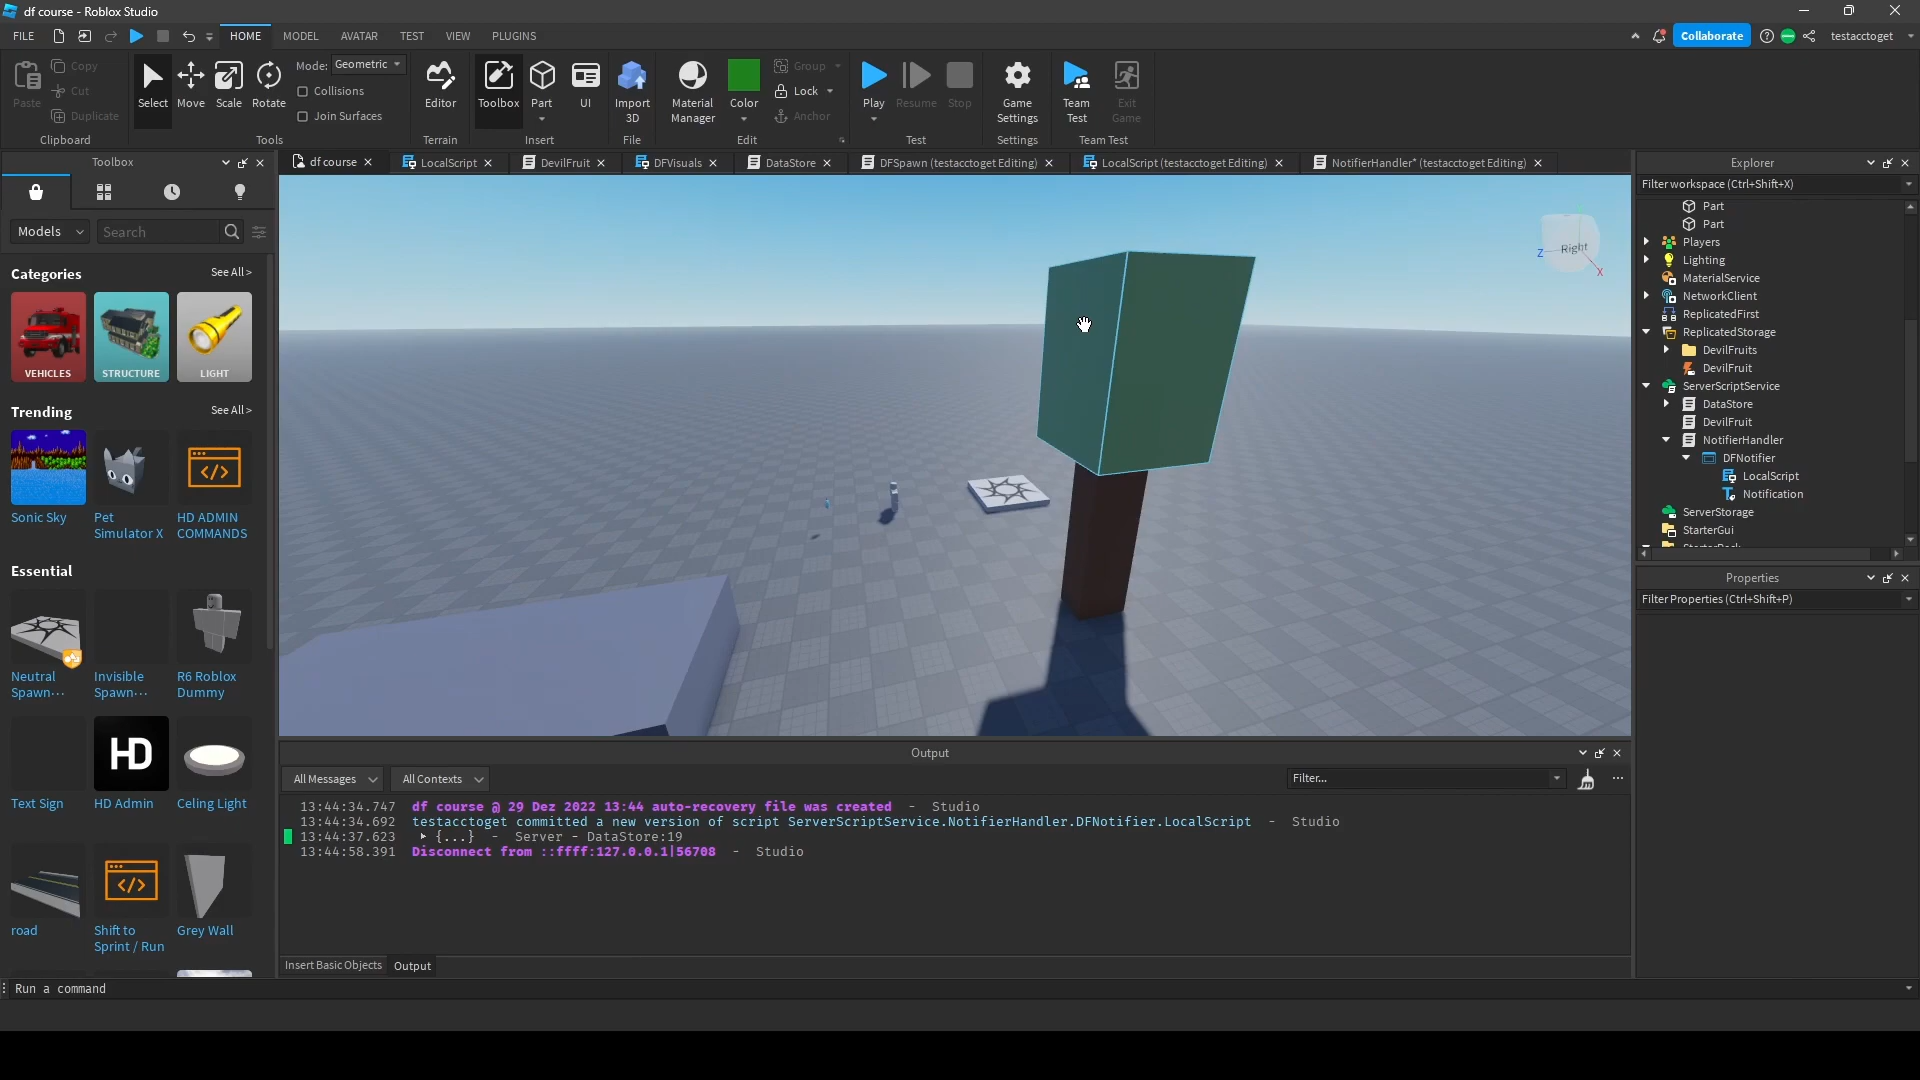 df course - Roblox Studio
FILE
HOME
MODEL
AVATAR
TEST
VIEW
PLUGINS
Collaborate
testacctoget
Paste
Copy
Cut
Duplicate
Clipboard
Select
Move
Scale
Rotate
Mode: Geometric
Collisions
Join Surfaces
Tools
Editor
Terrain
Toolbox
Part
UI
Insert
Import
3D
File
Material
Manager
Color
Group
Lock
Anchor
Edit
Play
Resume
Stop
Test
Game
Settings
Settings
Team
Test
Exit
Game
Team Test
Toolbox
df course
LocalScript
DevilFruit
DFVisuals
DataStore
DFSpawn (testacctoget Editing)
LocalScript (testacctoget Editing)
NotifierHandler* (testacctoget Editing)
Explorer
Models
Search
Categories
See All >
VEHICLES
STRUCTURE
LIGHT
Trending
See All >
Sonic Sky
Pet
Simulator X
HD ADMIN
COMMANDS
Essential
Neutral
Spawn...
Invisible
Spawn...
R6 Roblox
Dummy
HD
Text Sign
HD Admin
Celing Light
road
Shift to
Sprint / Run
Grey Wall
Right
Z
X
Filter workspace (Ctrl+Shift+X)
Part
Part
Players
Lighting
MaterialService
NetworkClient
ReplicatedFirst
ReplicatedStorage
DevilFruits
DevilFruit
ServerScriptService
DataStore
DevilFruit
NotifierHandler
DFNotifier
LocalScript
Notification
ServerStorage
StarterGui
StarterPack
Properties
Filter Properties (Ctrl+Shift+P)
Output
All Messages
All Contexts
Filter...
13:44:34.747 df course @ 29 Dez 2022 13:44 auto-recovery file was created - Studio
13:44:34.692 testacctoget committed a new version of script ServerScriptService.NotifierHandler.DFNotifier.LocalScript - Studio
13:44:37.623 ▸ {...} - Server - DataStore:19
13:44:58.391 Disconnect from ::ffff:127.0.0.1|56708 - Studio
Insert Basic Objects
Output
Run a command